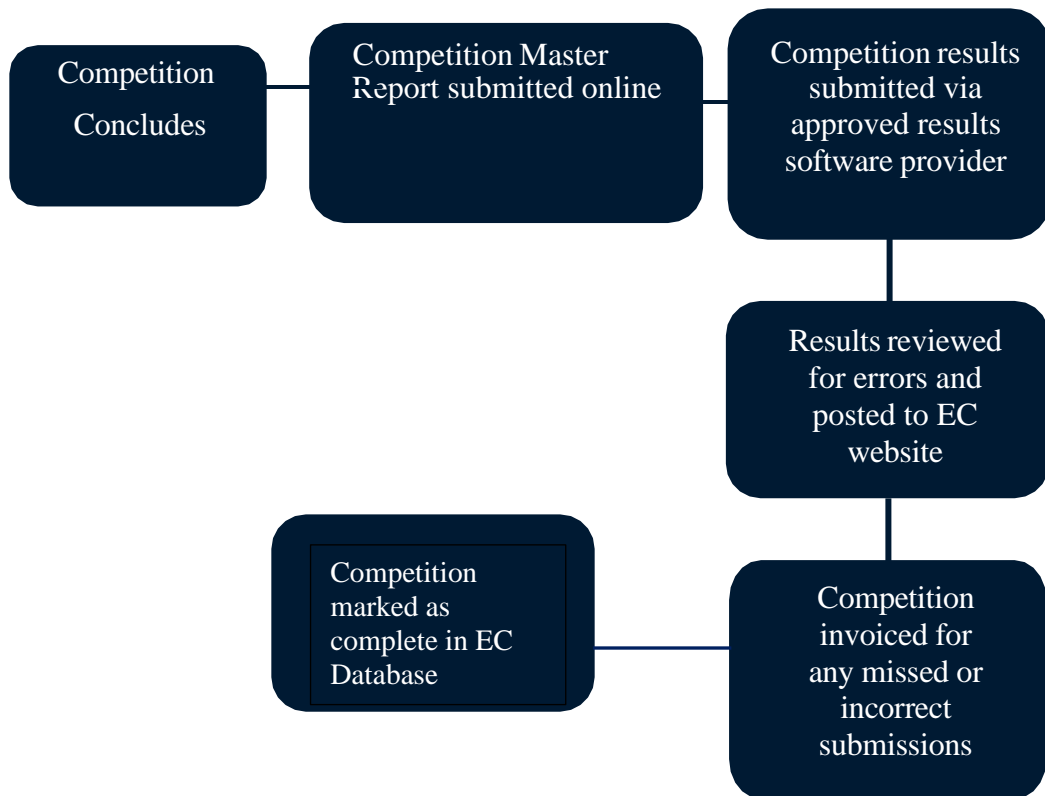 Competition
Concludes
Competition Master
Report submitted online
Competition results
submitted via
approved results
software provider
Results reviewed
for errors and
posted to EC
website
Competition
invoiced for
any missed or
incorrect
submissions
Competition
marked as
complete in EC
Database